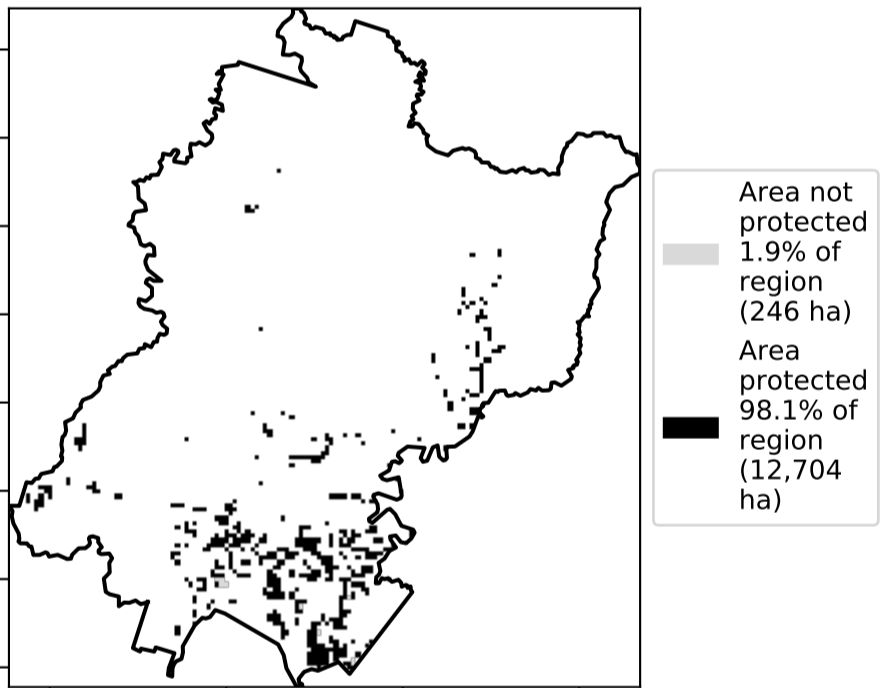 Area not
protected
1.9% of
region
(246 ha)
Area
protected
98.1% of
region
(12,704
ha)